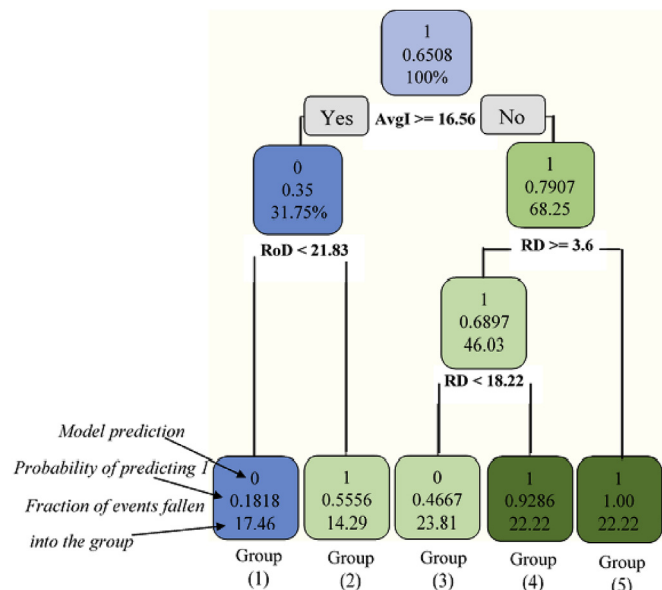 1
0.6508
100%
Yes
AvgI >= 16.56
No
0
0.35
31.75%
1
0.7907
68.25
RoD < 21.83
RD >= 3.6
1
0.6897
46.03
RD < 18.22
Model prediction
Probability of predicting 1
Fraction of events fallen
into the group
0
0.1818
17.46
1
0.5556
14.29
0
0.4667
23.81
1
0.9286
22.22
1
1.00
22.22
Group
(1)
Group
(2)
Group
(3)
Group
(4)
Group
(5)